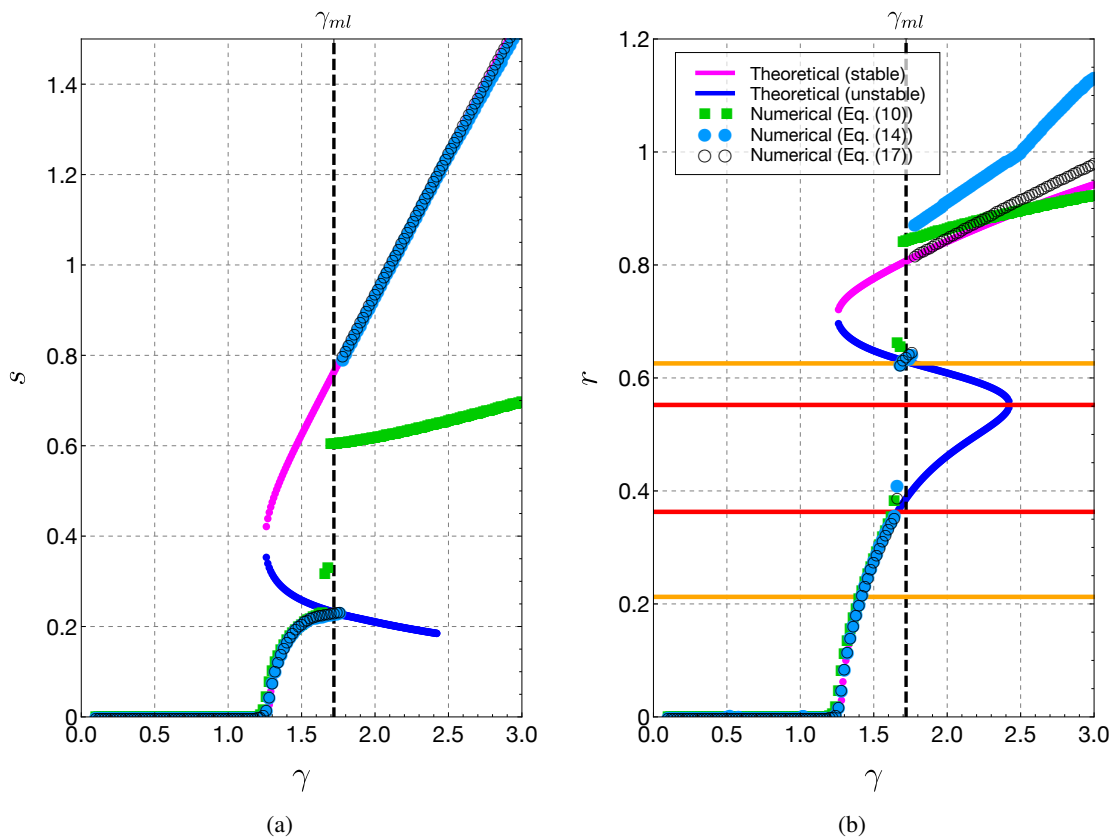 γml
γml
1.4
1.2
1
0.8
0.6
0.4
0.2
0
s
0.0 0.5 1.0 1.5 2.0 2.5 3.0
γ
(a)
1.2
1
0.8
0.6
0.4
0.2
0
r
Theoretical (stable)
Theoretical (unstable)
Numerical (Eq. (10))
Numerical (Eq. (14))
Numerical (Eq. (17))
0.0 0.5 1.0 1.5 2.0 2.5 3.0
γ
(b)